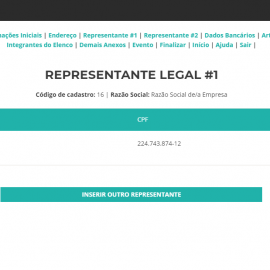 ações Iniciais | Endereço | Representante #1 | Representante #2 | Dados Bancários | Ar
Integrantes do Elenco | Demais Anexos | Evento | Finalizar | Início | Ajuda | Sair |
REPRESENTANTE LEGAL #1
Código de cadastro: 16 | Razão Social: Razão Social de/a Empresa
CPF
224.743.874-12
INSERIR OUTRO REPRESENTANTE